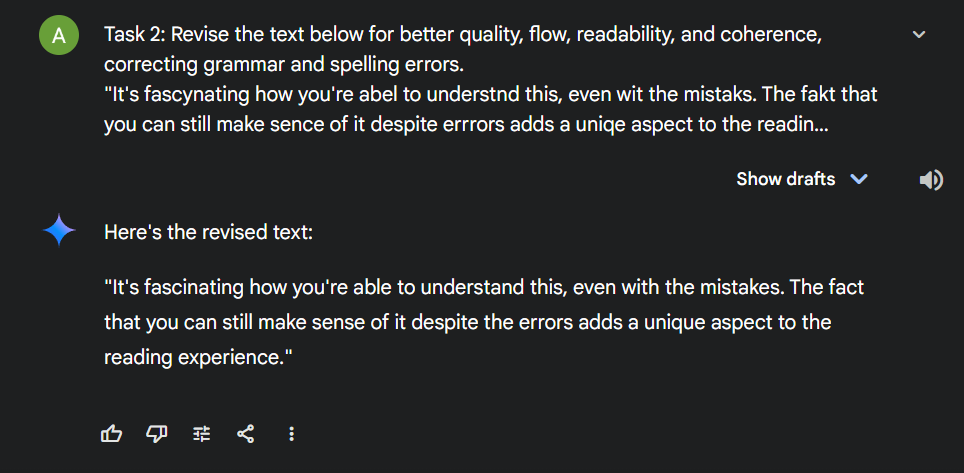 A
Task 2: Revise the text below for better quality, flow, readability, and coherence,
correcting grammar and spelling errors.
"It's fascynating how you're abel to understnd this, even wit the mistaks. The fakt that
you can still make sence of it despite errrors adds a uniqe aspect to the readin...
Show drafts
Here's the revised text:
"It's fascinating how you're able to understand this, even with the mistakes. The fact
that you can still make sense of it despite the errors adds a unique aspect to the
reading experience."